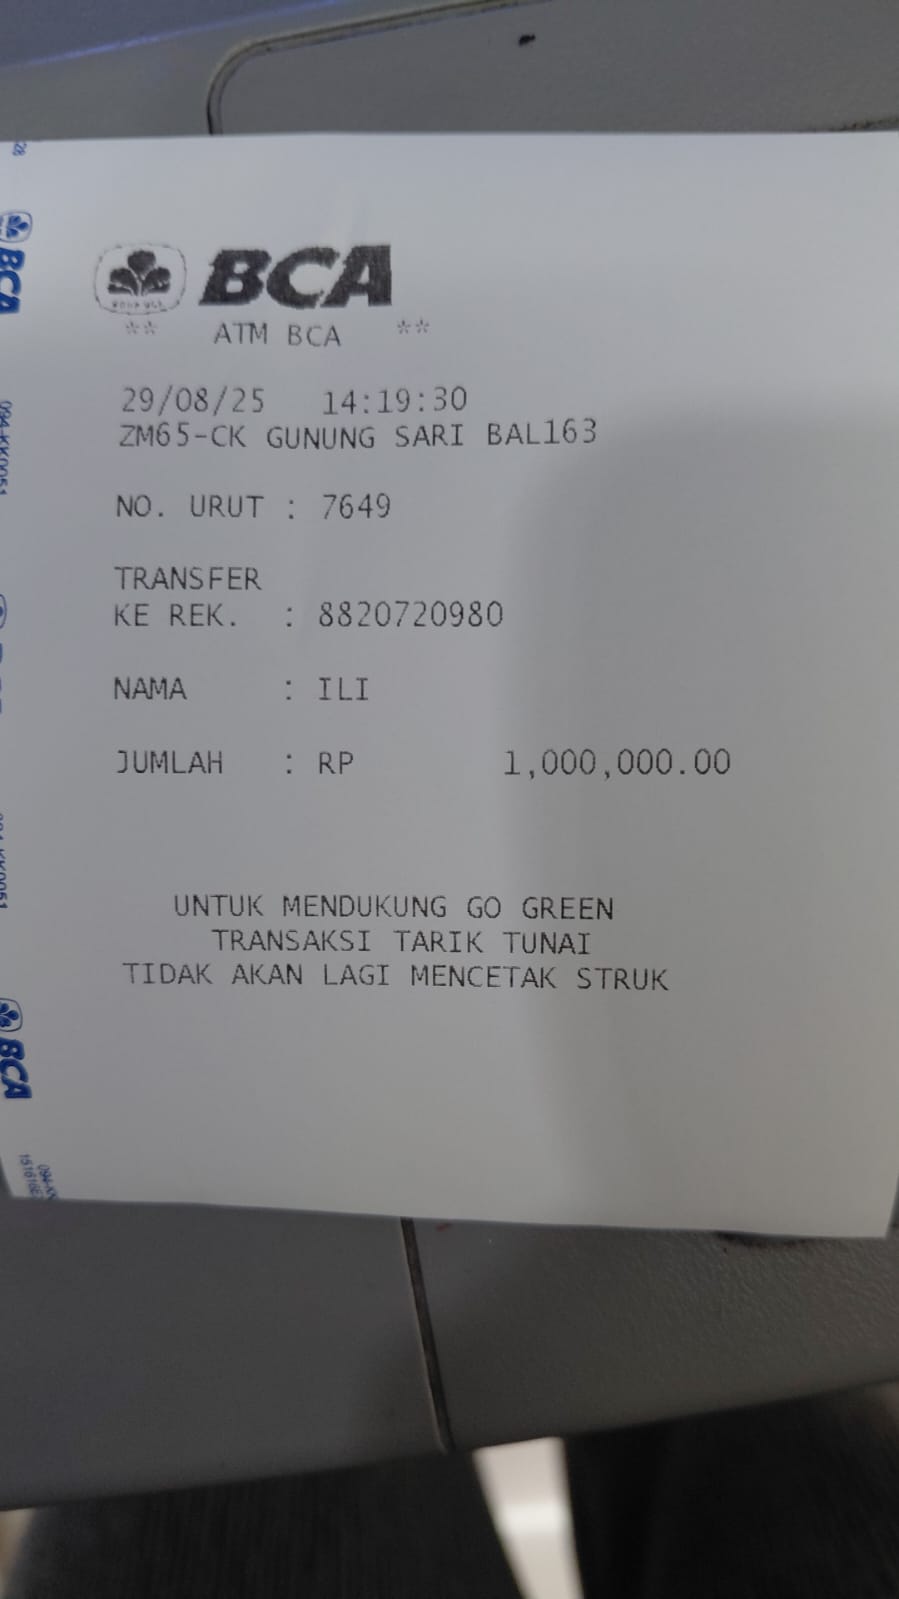 BCA
** ATM BCA **
29/08/25 14:19:30
ZM65-CK GUNUNG SARI BAL163
NO. URUT : 7649
TRANSFER
KE REK. : 8820720980
NAMA : ILI
JUMLAH : RP 1,000,000.00
UNTUK MENDUKUNG GO GREEN
TRANSAKSI TARIK TUNAI
TIDAK AKAN LAGI MENCETAK STRUK
BCA
BCA